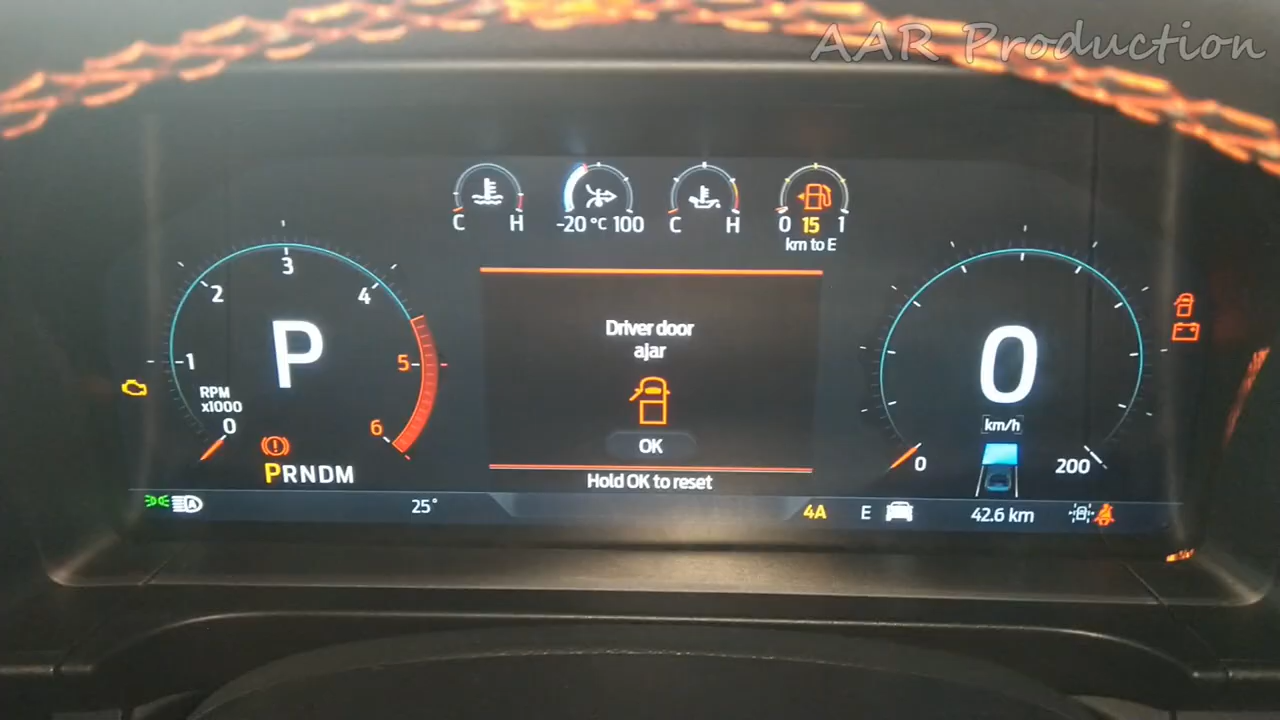 AAR Production
C H
-20 °C 100
C H
0 15 1
km to E
1 2 3 4 5 6
P
RPM
x1000
0
PRNDM
Driver door
ajar
OK
Hold OK to reset
0
km/h
0 200
A
25°
4A
E
42.6 km